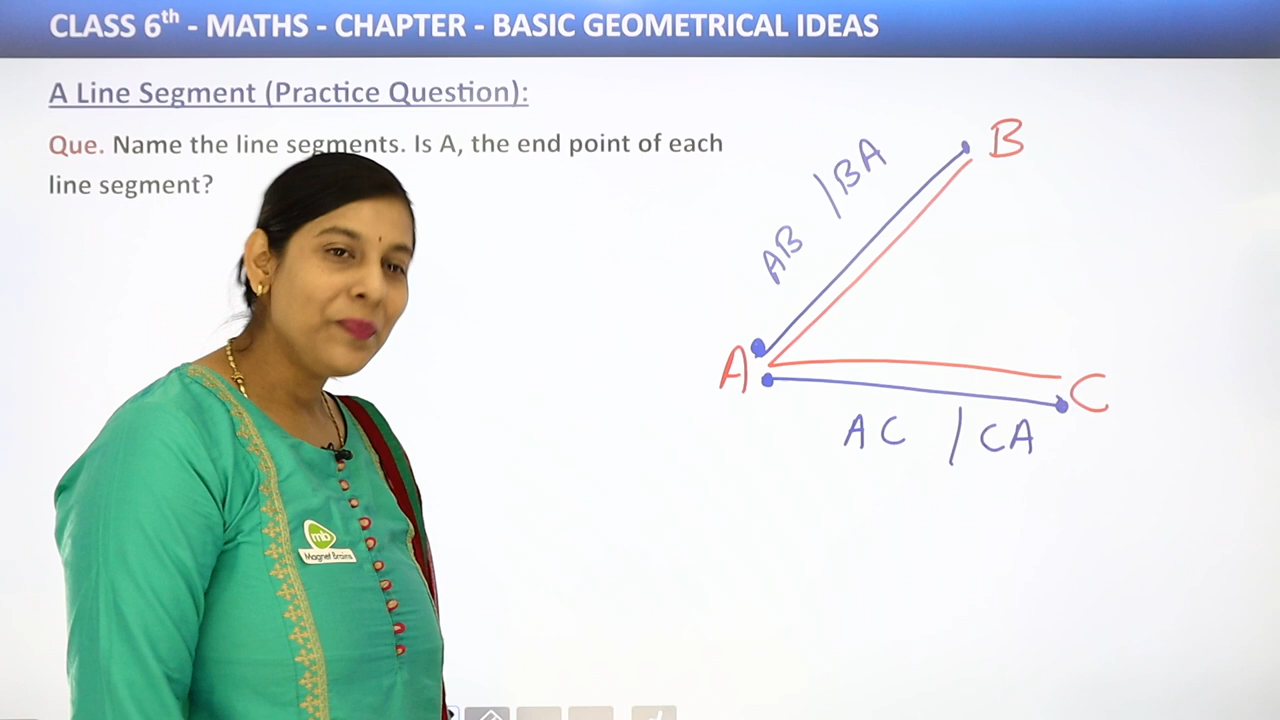 CLASS 6th - MATHS - CHAPTER - BASIC GEOMETRICAL IDEAS
A Line Segment (Practice Question):
Que. Name the line segments. Is A, the end point of each
line segment?
B
AB / BA
A
C
AC / CA
mb
Magnet Brains